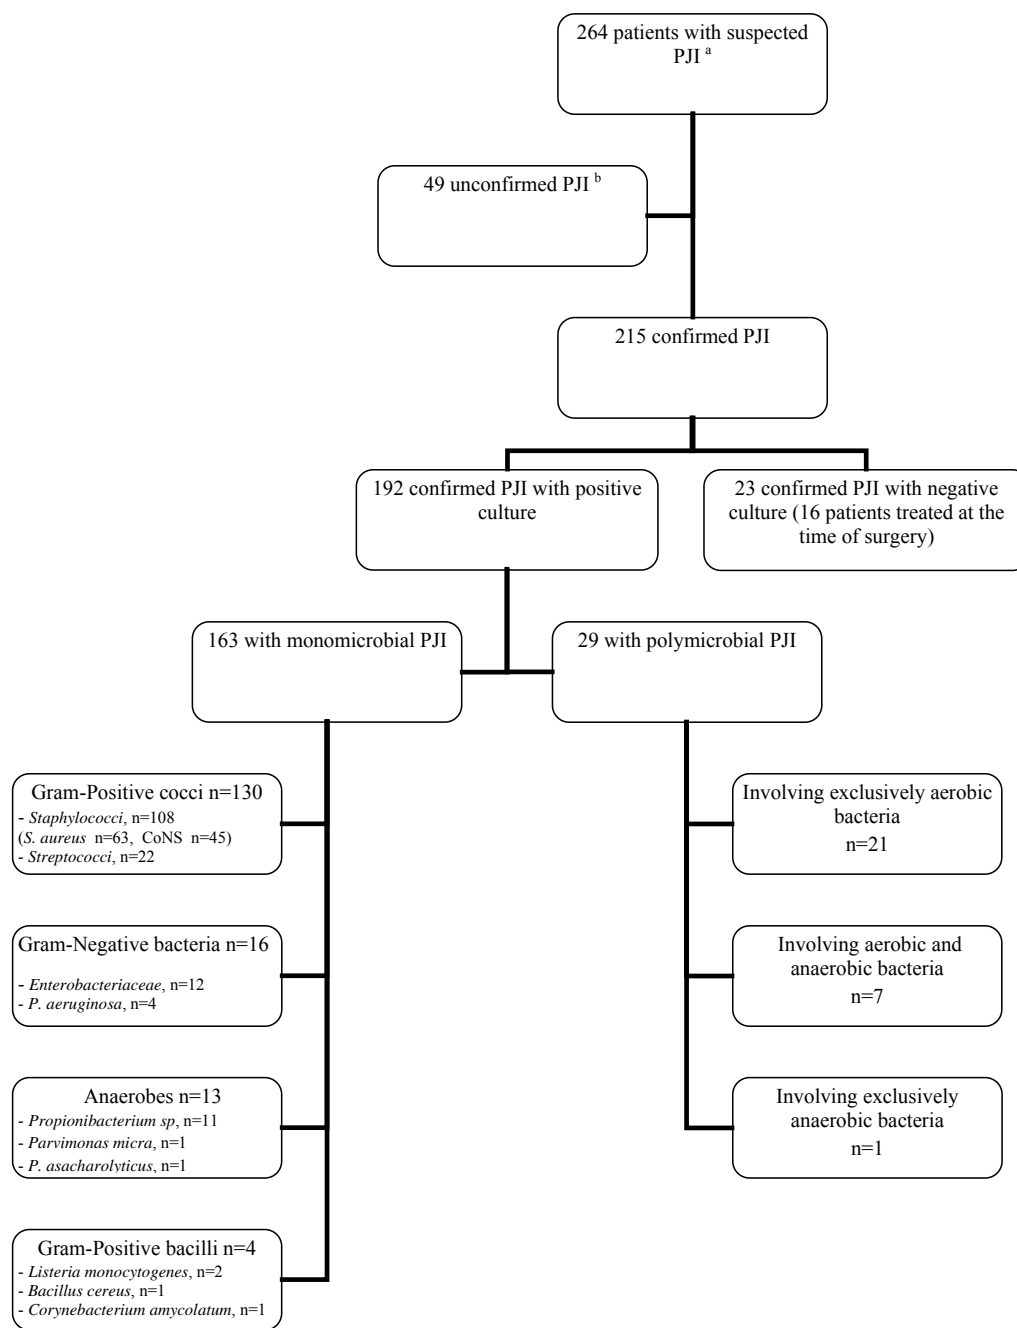 264 patients with suspected
PJI a
49 unconfirmed PJI b
215 confirmed PJI
192 confirmed PJI with positive
culture
23 confirmed PJI with negative
culture (16 patients treated at the
time of surgery)
163 with monomicrobial PJI
29 with polymicrobial PJI
Gram-Positive cocci n=130
- Staphylococci, n=108
(S. aureus n=63, CoNS n=45)
- Streptococci, n=22
Gram-Negative bacteria n=16
- Enterobacteriaceae, n=12
- P. aeruginosa, n=4
Anaerobes n=13
- Propionibacterium sp, n=11
- Parvimonas micra, n=1
- P. asacharolyticus, n=1
Gram-Positive bacilli n=4
- Listeria monocytogenes, n=2
- Bacillus cereus, n=1
- Corynebacterium amycolatum, n=1
Involving exclusively aerobic
bacteria
n=21
Involving aerobic and
anaerobic bacteria
n=7
Involving exclusively
anaerobic bacteria
n=1